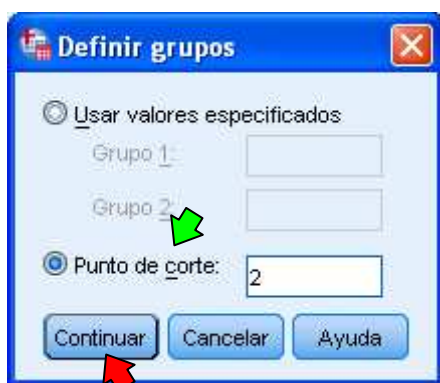 Definir grupos
Usar valores especificados
Grupo 1:
Grupo 2:
Punto de corte: 2
Continuar Cancelar Ayuda